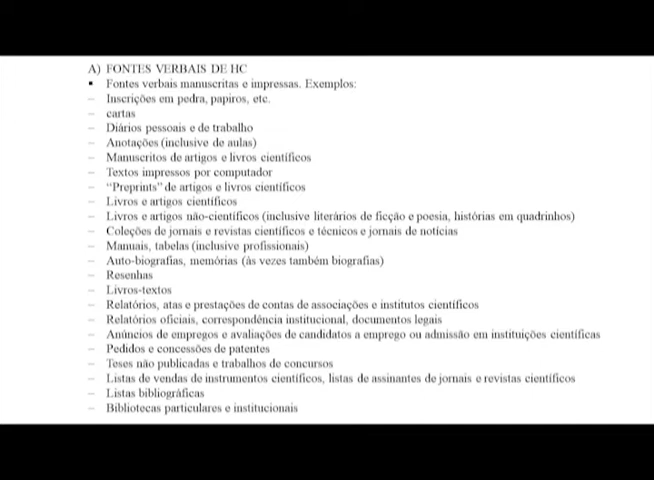 A) FONTES VERBAIS DE HC
▪ Fontes verbais manuscritas e impressas. Exemplos:
– Inscrições em pedra, papiros, etc.
– cartas
– Diários pessoais e de trabalho
– Anotações (inclusive de aulas)
– Manuscritos de artigos e livros científicos
– Textos impressos por computador
– “Preprints” de artigos e livros científicos
– Livros e artigos científicos
– Livros e artigos não-científicos (inclusive literários de ficção e poesia, histórias em quadrinhos)
– Coleções de jornais e revistas científicos e técnicos e jornais de notícias
– Manuais, tabelas (inclusive profissionais)
– Auto-biografias, memórias (às vezes também biografias)
– Resenhas
– Livros-textos
– Relatórios, atas e prestações de contas de associações e institutos científicos
– Relatórios oficiais, correspondência institucional, documentos legais
– Anúncios de empregos e avaliações de candidatos a emprego ou admissão em instituições científicas
– Pedidos e concessões de patentes
– Teses não publicadas e trabalhos de concursos
– Listas de vendas de instrumentos científicos, listas de assinantes de jornais e revistas científicos
– Listas bibliográficas
– Bibliotecas particulares e institucionais